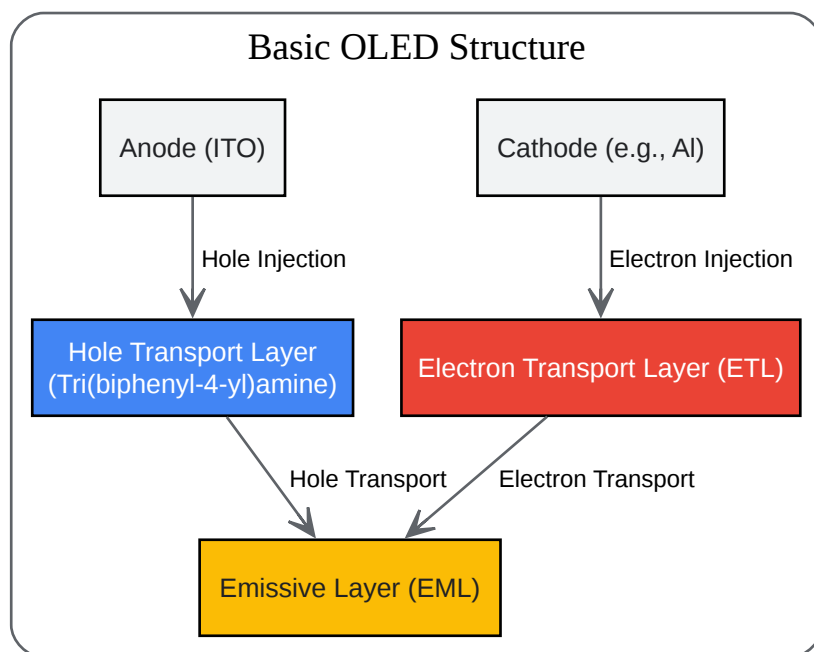 Basic OLED Structure
Anode (ITO)
Cathode (e.g., Al)
Hole Injection
Electron Injection
Hole Transport Layer
(Tri(biphenyl-4-yl)amine)
Electron Transport Layer (ETL)
Hole Transport
Electron Transport
Emissive Layer (EML)